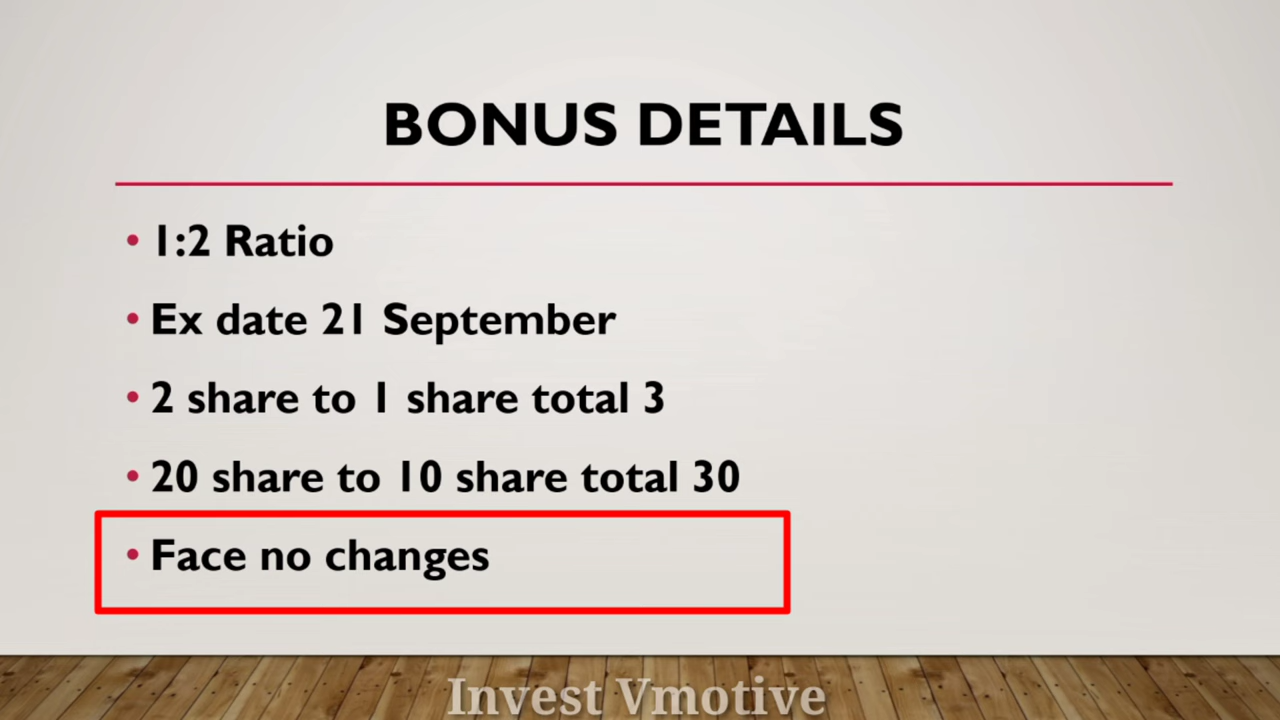 BONUS DETAILS
• 1:2 Ratio
• Ex date 21 September
• 2 share to 1 share total 3
• 20 share to 10 share total 30
• Face no changes
Invest Vmotive